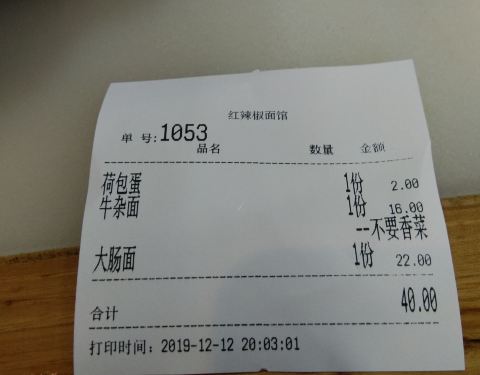 红辣椒面馆
单 号:1053
品名 数量 金额
荷包蛋 1份 2.00
牛杂面 1份 16.00
--不要香菜
大肠面 1份 22.00
合计 40.00
打印时间：2019-12-12 20:03:01